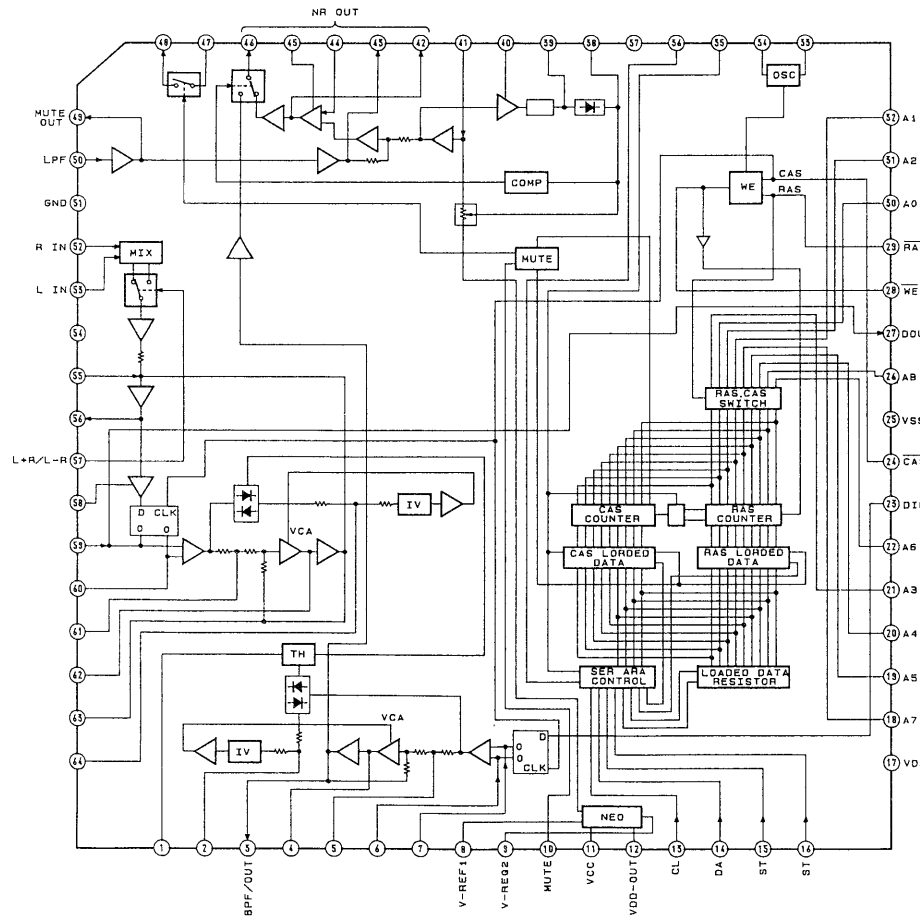 NR OUT
48 47 46 45 44 43 42 41 40 39 38 37 36 35 34 33
OSC
MUTE OUT
49
32 A1
LPF 50
31 A2
COMP
WE
CAS
RAS
GND 51
30 A0
R IN 52
MIX
MUTE
29 RA
L IN 53
28 WE
54
27 DOU
55
26 AB
RAS,CAS SWITCH
56
25 VSS
L+R/L-R 57
24 CA
58
IV
23 DI
D CLK
O O
VCA
CAS COUNTER
RAS COUNTER
59
22 A6
CAS LOADED DATA
RAS LOADED DATA
60
21 A3
61
20 A4
TH
62
SER ARA CONTROL
LOADED DATA RESISTOR
19 A5
63
VCA
18 A7
64
IV
O D
O
CLK
17 VD
NEO
1 2 3 4 5 6 7 8 9 10 11 12 13 14 15 16
BPF/OUT
V-REF1
V-REQ2
MUTE
VCC
VDD-OUT
CL
DA
ST
ST